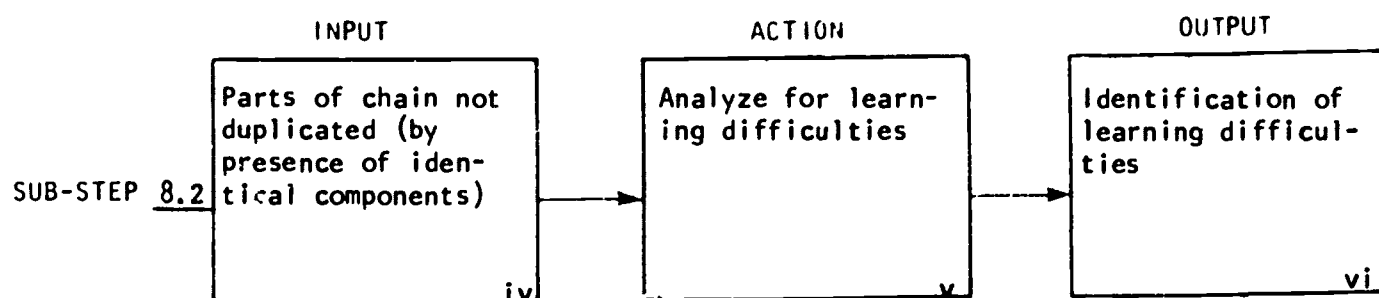 INPUT
ACTION
OUTPUT
Parts of chain not
duplicated (by
presence of iden-
tical components)
SUB-STEP 8.2
iv
Analyze for learn-
ing difficulties
v
Identification of
learning difficul-
ties
vi